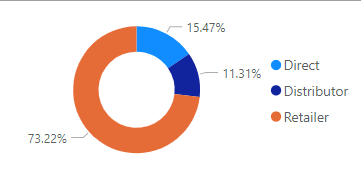 15.47%
Direct
11.31%
Distributor
Retailer
73.22%